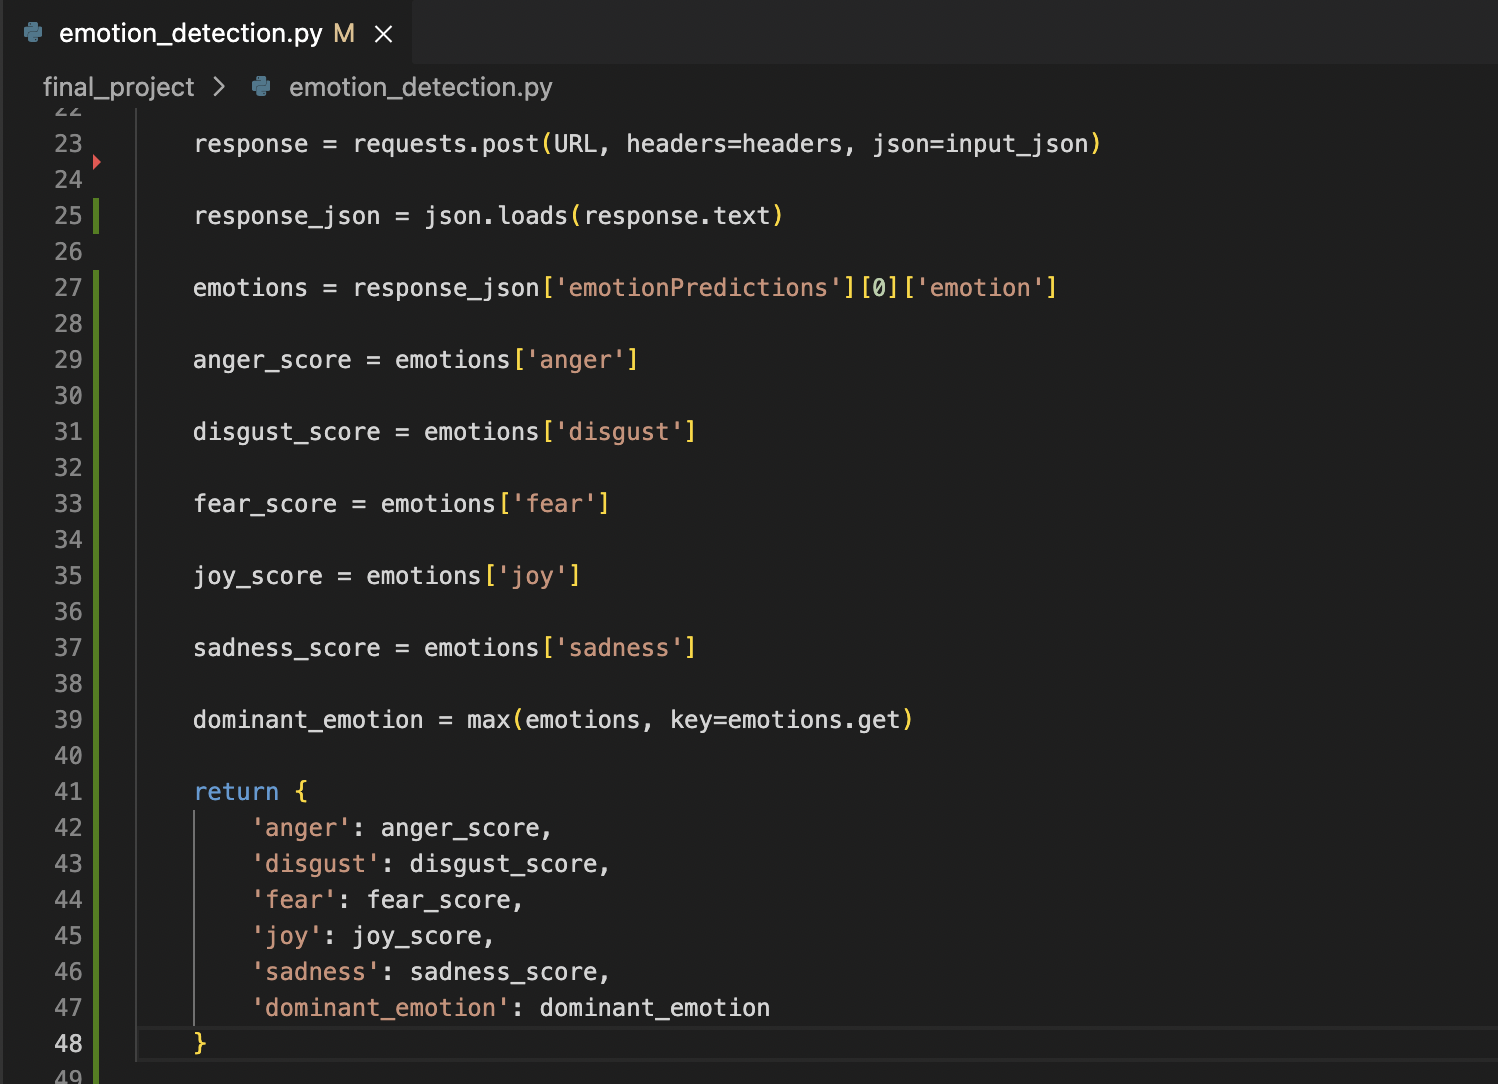 emotion_detection.py M
final_project > emotion_detection.py
22
23 response = requests.post(URL, headers=headers, json=input_json)
24
25 response_json = json.loads(response.text)
26
27 emotions = response_json['emotionPredictions'][0]['emotion']
28
29 anger_score = emotions['anger']
30
31 disgust_score = emotions['disgust']
32
33 fear_score = emotions['fear']
34
35 joy_score = emotions['joy']
36
37 sadness_score = emotions['sadness']
38
39 dominant_emotion = max(emotions, key=emotions.get)
40
41 return {
42 'anger': anger_score,
43 'disgust': disgust_score,
44 'fear': fear_score,
45 'joy': joy_score,
46 'sadness': sadness_score,
47 'dominant_emotion': dominant_emotion
48 }
49